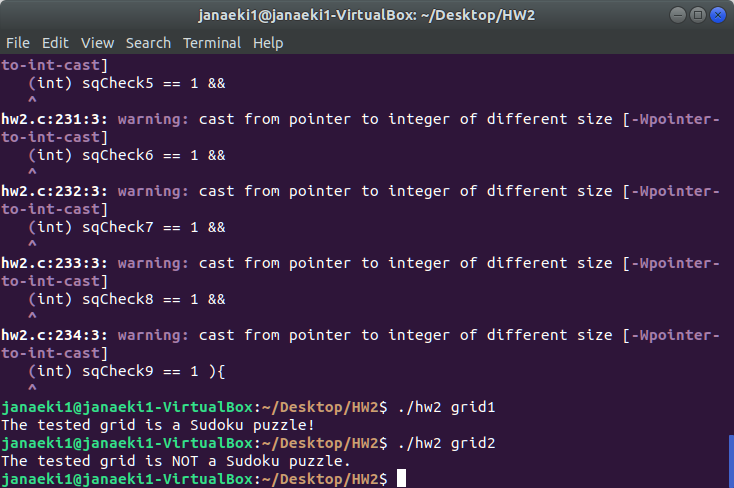 janaeki1@janaeki1-VirtualBox: ~/Desktop/HW2
File Edit View Search Terminal Help
to-int-cast]
   (int) sqCheck5 == 1 &&
   ^
hw2.c:231:3: warning: cast from pointer to integer of different size [-Wpointer-
to-int-cast]
   (int) sqCheck6 == 1 &&
   ^
hw2.c:232:3: warning: cast from pointer to integer of different size [-Wpointer-
to-int-cast]
   (int) sqCheck7 == 1 &&
   ^
hw2.c:233:3: warning: cast from pointer to integer of different size [-Wpointer-
to-int-cast]
   (int) sqCheck8 == 1 &&
   ^
hw2.c:234:3: warning: cast from pointer to integer of different size [-Wpointer-
to-int-cast]
   (int) sqCheck9 == 1 ){
   ^
janaeki1@janaeki1-VirtualBox:~/Desktop/HW2$ ./hw2 grid1
The tested grid is a Sudoku puzzle!
janaeki1@janaeki1-VirtualBox:~/Desktop/HW2$ ./hw2 grid2
The tested grid is NOT a Sudoku puzzle.
janaeki1@janaeki1-VirtualBox:~/Desktop/HW2$